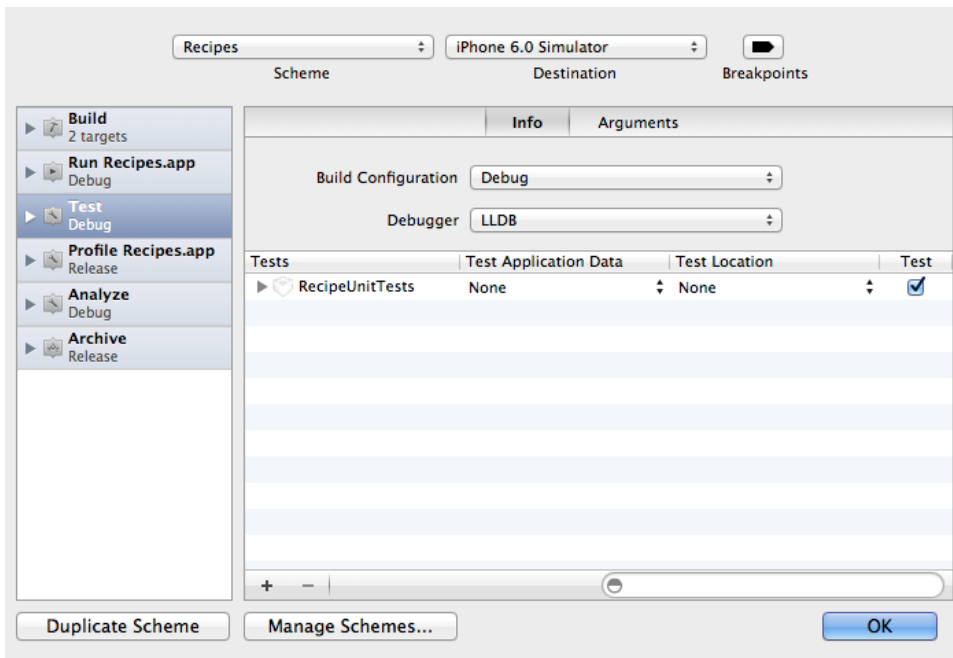 Recipes
iPhone 6.0 Simulator
Scheme
Destination
Breakpoints
Build
2 targets
Run Recipes.app
Debug
Test
Debug
Profile Recipes.app
Release
Analyze
Debug
Archive
Release
Info
Arguments
Build Configuration
Debug
Debugger
LLDB
Tests
Test Application Data
Test Location
Test
RecipeUnitTests
None
None
Duplicate Scheme
Manage Schemes...
OK